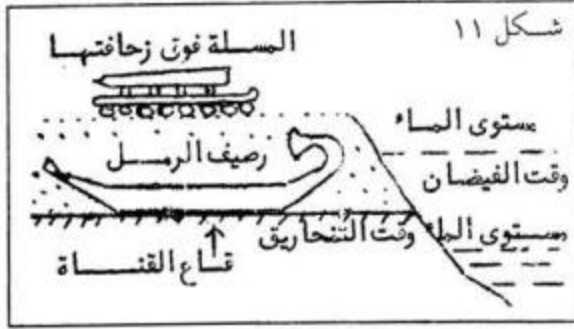 شكل ١١
المسلة فوق زحافتها
مستوى الماء
وقت الفيضان
رصيف الرمل
مستوى الماء وقت التحاريق
قاع القناة